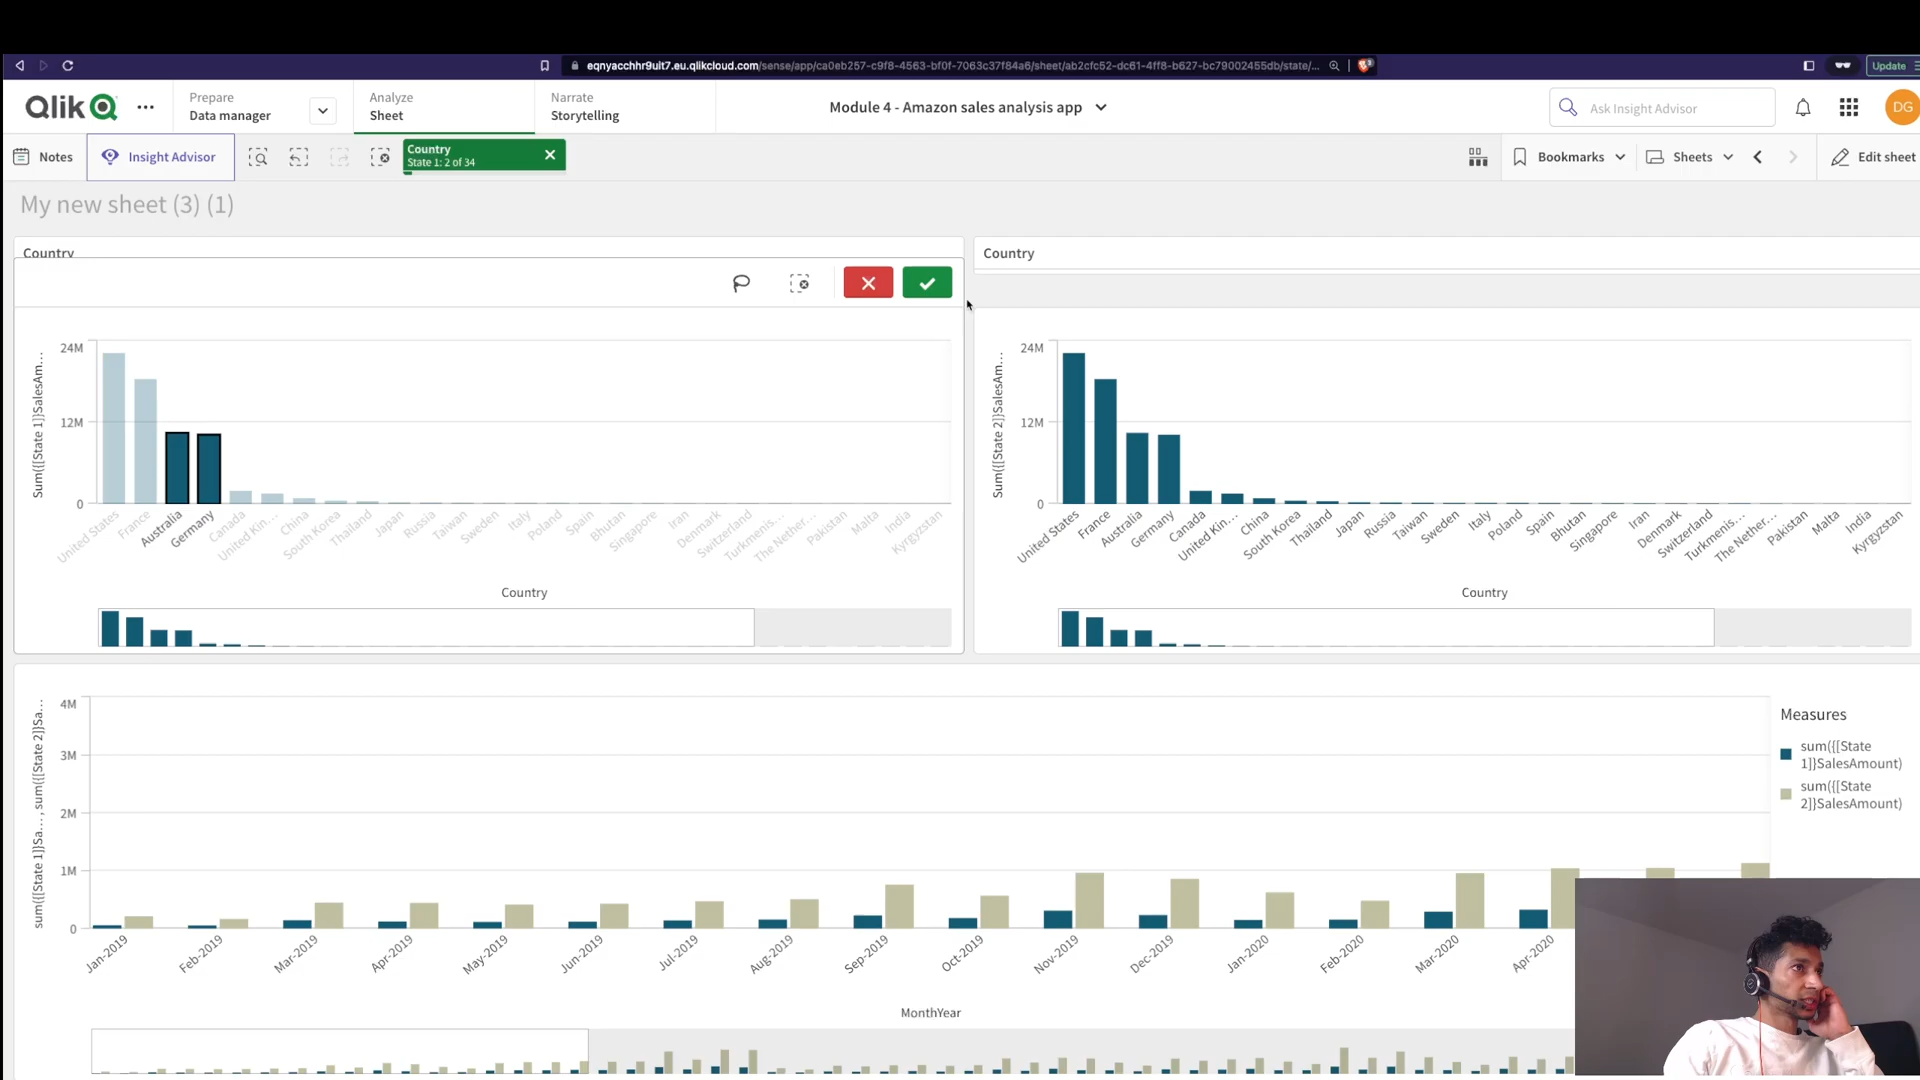 eqnyacchhr9ult7.eu.qlikcloud.com/sense/app/ca0eb257-c9f8-4563-bf0f-7063c37f84a6/sheet/ab2cfc52-dc61-4ff8-b627-bc79002455db/state/...
Update
Qlik
Prepare
Data manager
Analyze
Sheet
Narrate
Storytelling
Module 4 - Amazon sales analysis app
Ask Insight Advisor
DG
Notes
Insight Advisor
Country
State 1: 2 of 34
Bookmarks
Sheets
Edit sheet
My new sheet (3) (1)
Country
Sum({[State 1]}SalesAm...
24M
12M
0
United States
France
Australia
Germany
Canada
United Kin...
China
South Korea
Thailand
Japan
Russia
Taiwan
Sweden
Italy
Poland
Spain
Bhutan
Singapore
Iran
Denmark
Switzerland
Turkmenis...
The Nether...
Pakistan
Malta
India
Kyrgyzstan
Country
Country
Sum({[State 2]}SalesAm...
24M
12M
0
United States
France
Australia
Germany
Canada
United Kin...
China
South Korea
Thailand
Japan
Russia
Taiwan
Sweden
Italy
Poland
Spain
Bhutan
Singapore
Iran
Denmark
Switzerland
Turkmenis...
The Nether...
Pakistan
Malta
India
Kyrgyzstan
Country
sum({[State 1]}Sa..., sum({[State 2]}Sa...
4M
3M
2M
1M
0
Jan-2019
Feb-2019
Mar-2019
Apr-2019
May-2019
Jun-2019
Jul-2019
Aug-2019
Sep-2019
Oct-2019
Nov-2019
Dec-2019
Jan-2020
Feb-2020
Mar-2020
Apr-2020
MonthYear
Measures
sum({[State
1]}SalesAmount)
sum({[State
2]}SalesAmount)